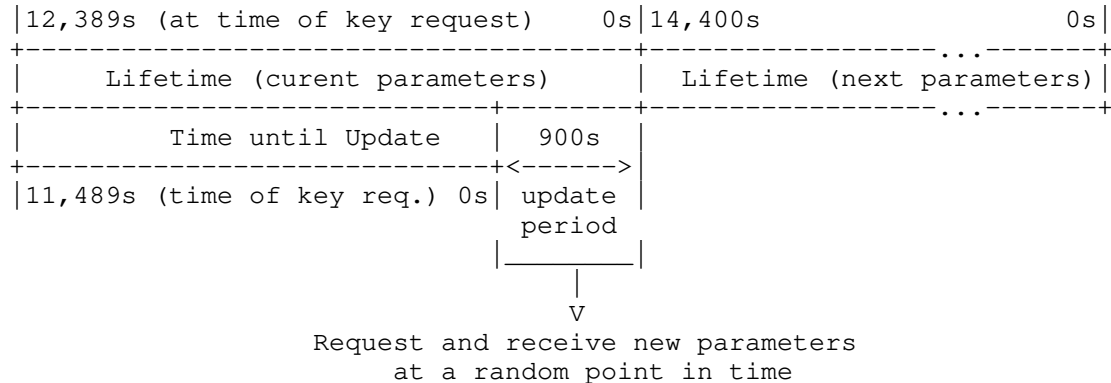 |12,389s (at time of key request)      0s|14,400s                 0s|
+----------------------------------------+-------------------...-------+
|      Lifetime (curent parameters)      |  Lifetime (next parameters)|
+-------------------------------+--------+-------------------...-------+
|         Time until Update     |  900s  |
+-------------------------------+<------>|
|11,489s (time of key req.) 0s| update |
period
|________|
|
V
Request and receive new parameters
at a random point in time